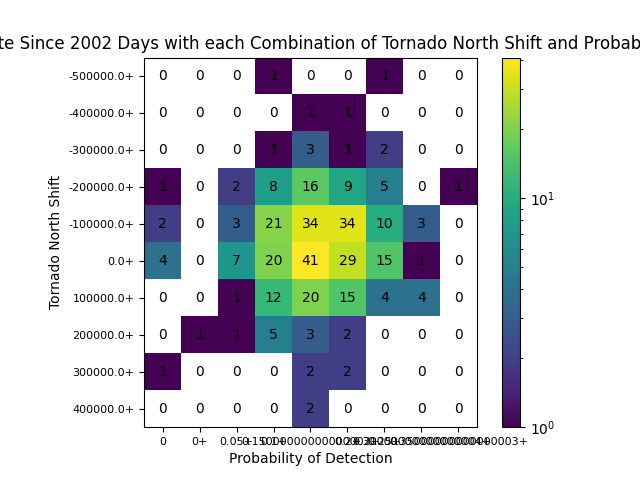 te Since 2002 Days with each Combination of Tornado North Shift and Probab
Tornado North Shift
-500000.0+ 0 0 0 1 0 0 1 0 0
-400000.0+ 0 0 0 0 1 1 0 0 0
-300000.0+ 0 0 0 1 3 1 2 0 0
-200000.0+ 1 0 2 8 16 9 5 0 1
-100000.0+ 2 0 3 21 34 34 10 3 0
0.0+ 4 0 7 20 41 29 15 1 0
100000.0+ 0 0 1 12 20 15 4 4 0
200000.0+ 0 1 1 5 3 2 0 0 0
300000.0+ 1 0 0 0 2 2 0 0 0
400000.0+ 0 0 0 0 2 0 0 0 0
0 0+
Probability of Detection
10^1
10^0